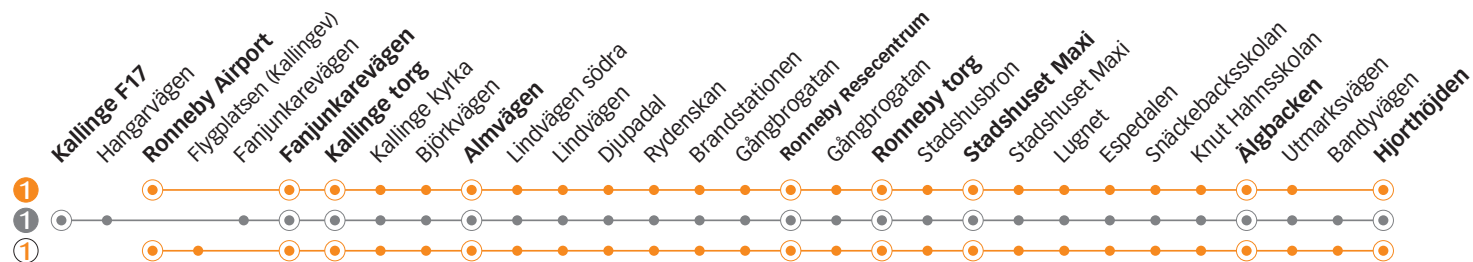 Kallinge F17
Hangarvägen
Ronneby Airport
Flygplatsen (Kallingev)
Fanjunkarevägen
Fanjunkarevägen
Kallinge torg
Kallinge kyrka
Björkvägen
Almvägen
Lindvägen södra
Lindvägen
Djupadal
Rydenskan
Brandstationen
Gångbrogatan
Ronneby Resecentrum
Gångbrogatan
Ronneby torg
Stadshusbron
Stadshuset Maxi
Stadshuset Maxi
Lugnet
Espedalen
Snäckebacksskolan
Knut Hahnsskolan
Älgbacken
Utmarksvägen
Bandyvägen
Hjorthöjden
1
1
1